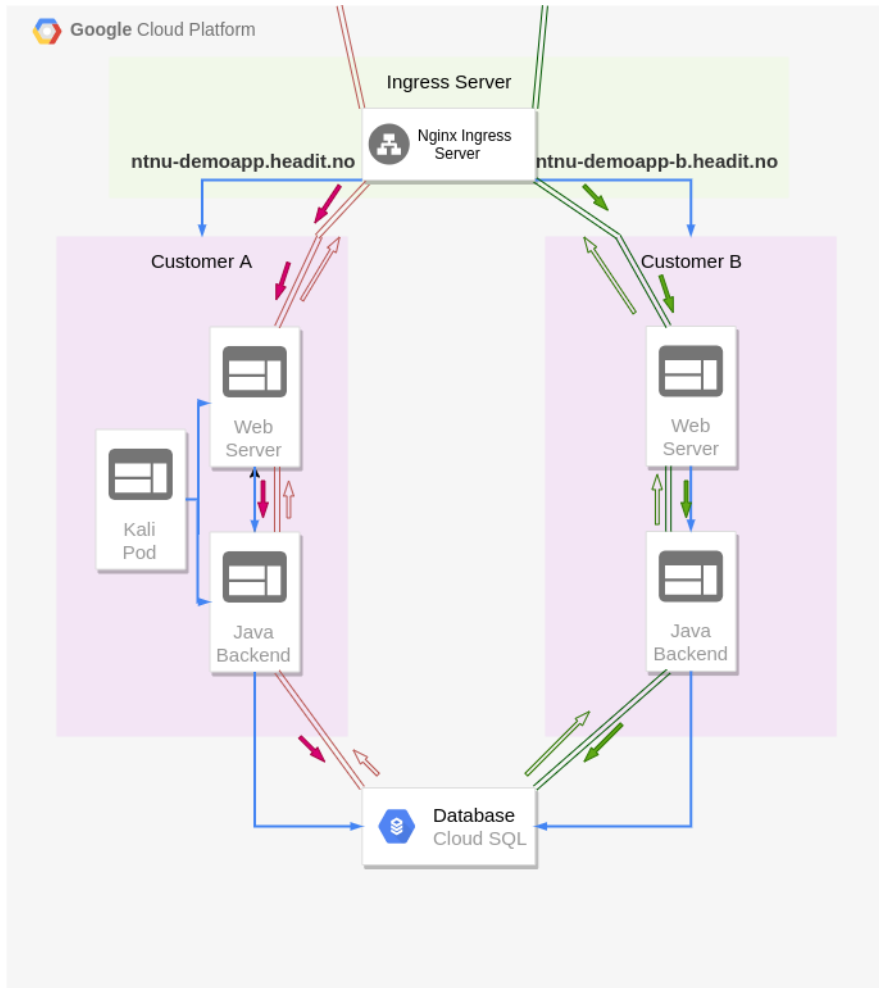 Google Cloud Platform
Ingress Server
Nginx Ingress
Server
ntnu-demoapp.headit.no
ntnu-demoapp-b.headit.no
Customer A
Customer B
Web
Server
Web
Server
Kali
Pod
Java
Backend
Java
Backend
Database
Cloud SQL